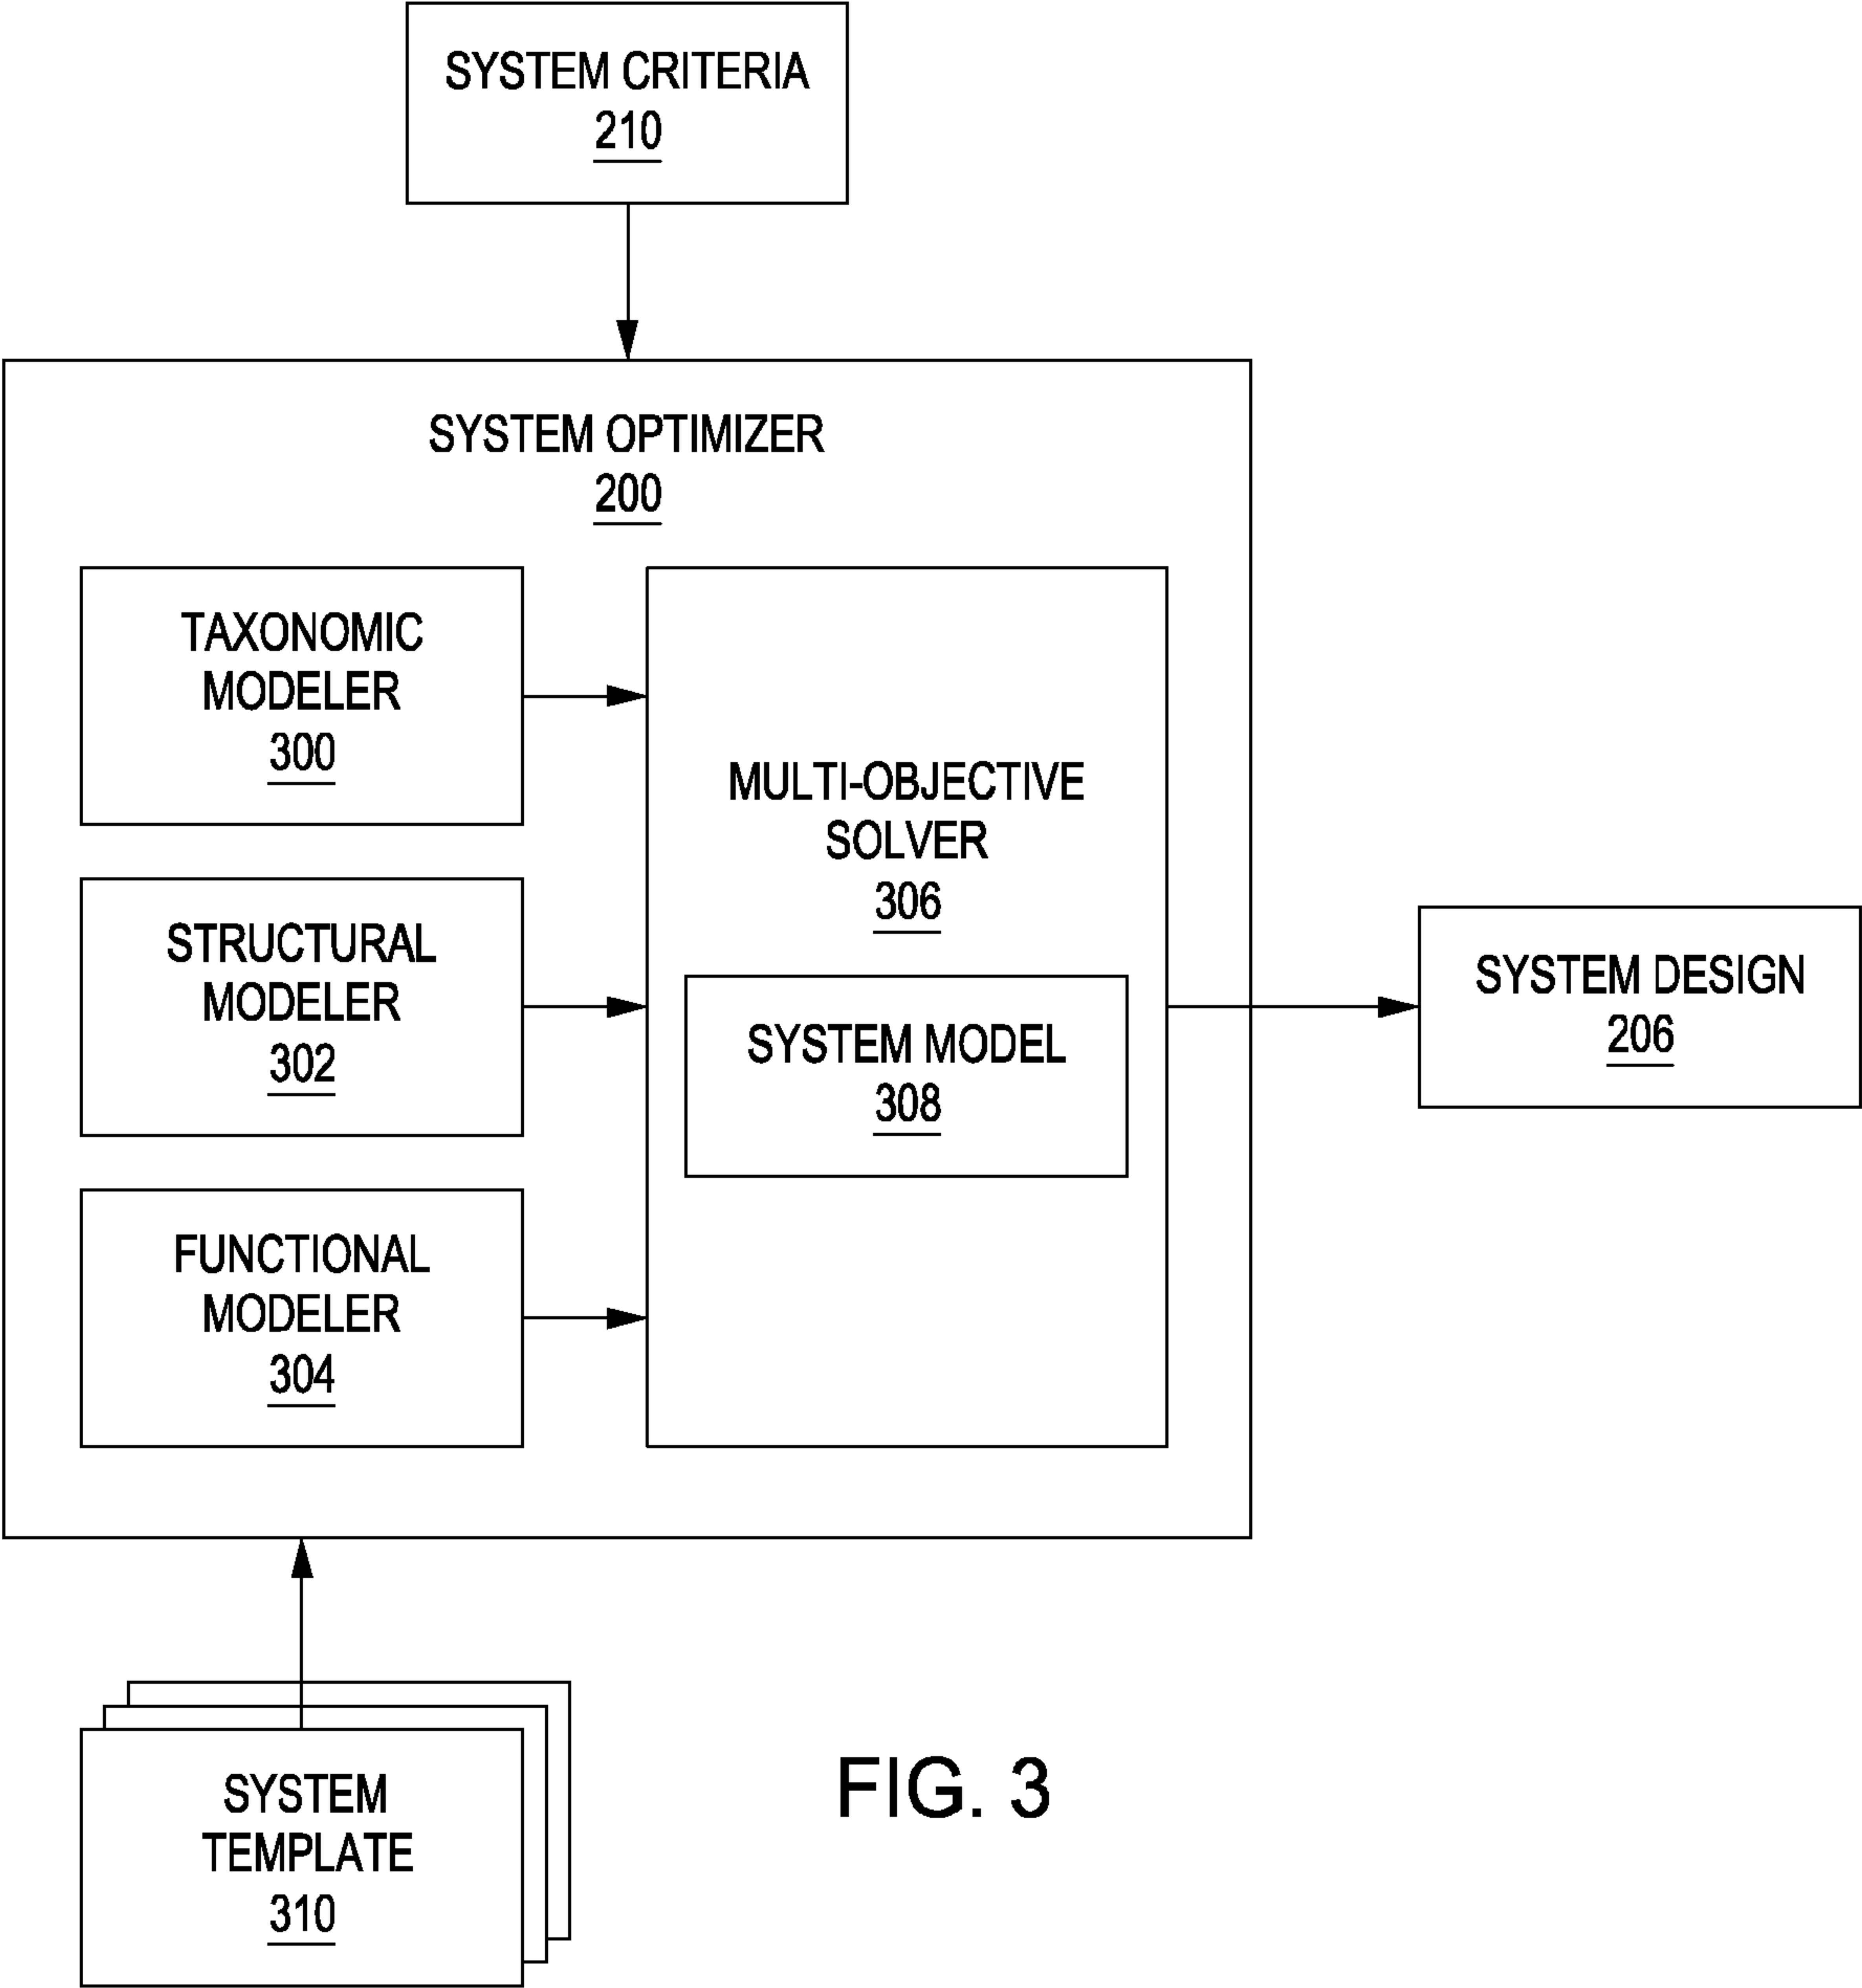 SYSTEM CRITERIA
210
SYSTEM OPTIMIZER
200
TAXONOMIC
MODELER
300
STRUCTURAL
MODELER
302
FUNCTIONAL
MODELER
304
MULTI-OBJECTIVE
SOLVER
306
SYSTEM MODEL
308
SYSTEM DESIGN
206
SYSTEM
TEMPLATE
310
FIG. 3